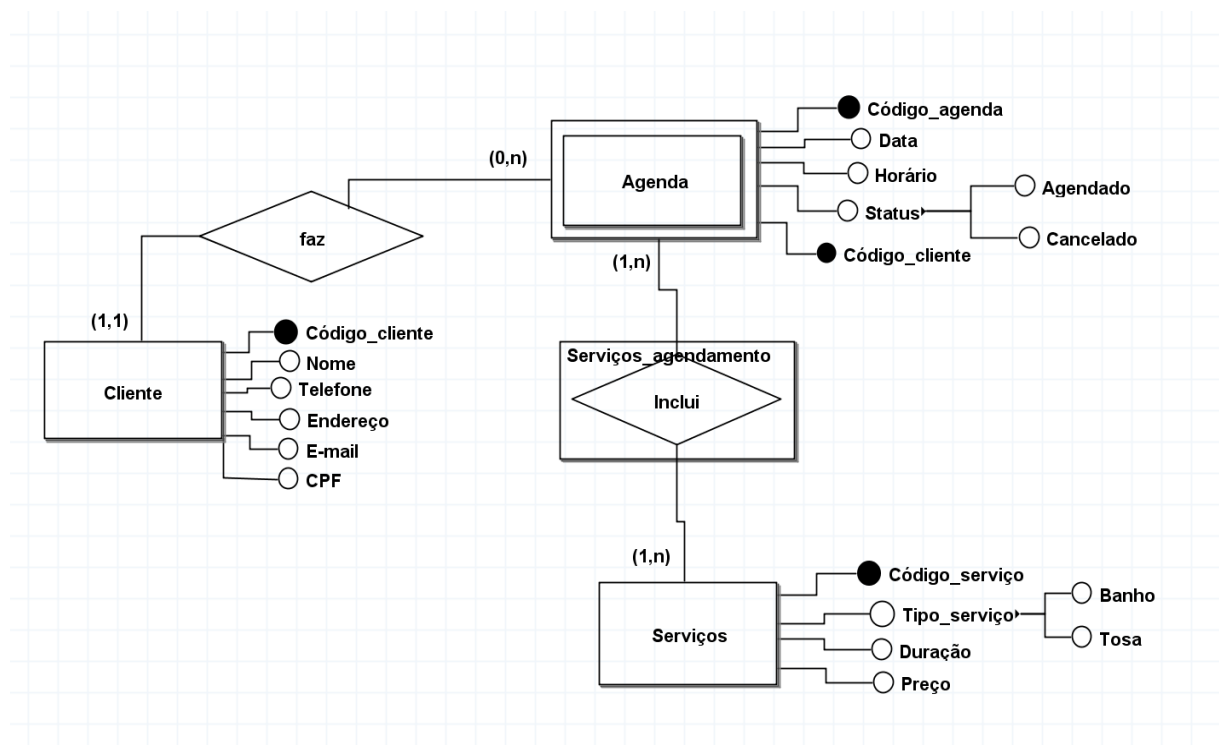 Código_agenda
Data
(0,n)
Horário
Agenda
Agendado
Status
faz
Cancelado
Código_cliente
(1,n)
(1,1)
Código_cliente
Serviços_agendamento
Nome
Cliente
Telefone
Inclui
Endereço
E-mail
CPF
(1,n)
Código_serviço
Banho
Tipo_serviço
Serviços
Tosa
Duração
Preço